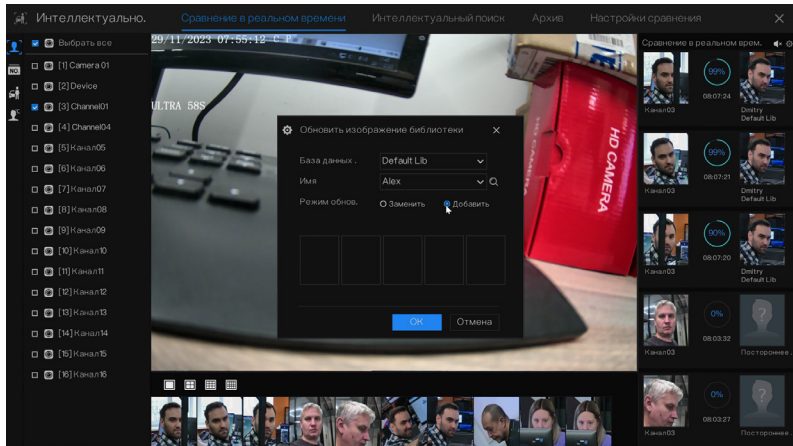 Интеллектуально. Сравнение в реальном времени Интеллектуальный поиск Архив Настройки сравнения
Выбрать все
[1] Camera 01
[2] Device
[3] Channel01
[4] Channel04
[5] Канал05
[6] Канал06
[7] Канал07
[8] Канал08
[9] Канал09
[10] Канал10
[11] Канал11
[12] Канал12
[13] Канал13
[14] Канал14
[15] Канал15
[16] Канал16
NO.
29/11/2023 07:55:12
ULTRA 58S
HD CAMERA
HD CAMERA
Обновить изображение библиотеки
База данных . Default Lib
Имя Alex
Режим обнов. Заменить Добавить
OK Отмена
Сравнение в реальном врем.
99%
08:07:24
Канал03 Dmitry
Default Lib
99%
08:07:21
Канал03 Dmitry
Default Lib
90%
08:07:20
Канал03 Dmitry
Default Lib
0%
08:03:32
Канал03 Постороннее .
0%
08:03:27
Канал03 Постороннее .